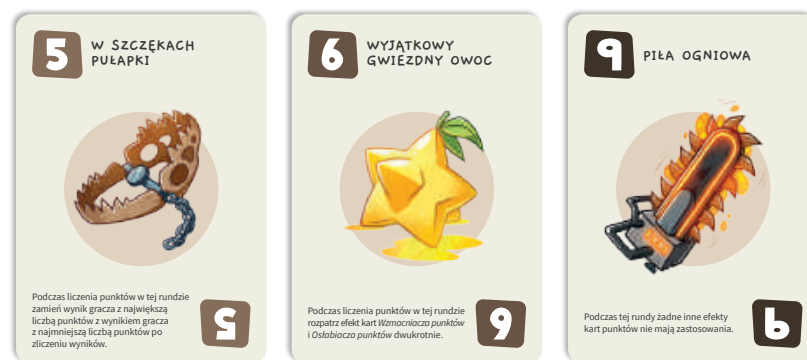 5
W SZCZĘKACH
PUŁAPKI
Podczas liczenia punktów w tej rundzie
zamień wynik gracza z największą
liczbą punktów z wynikiem gracza
z najmniejszą liczbą punktów po
zliczeniu wyników.
5
6
WYJĄTKOWY
GWIEZDNY OWOC
Podczas liczenia punktów w tej rundzie
rozpatrz efekt kart Wzmacniacza punktów
i Osłabiacza punktów dwukrotnie.
6
9
PIŁA OGNIOWA
Podczas tej rundy żadne inne efekty
kart punktów nie mają zastosowania.
9